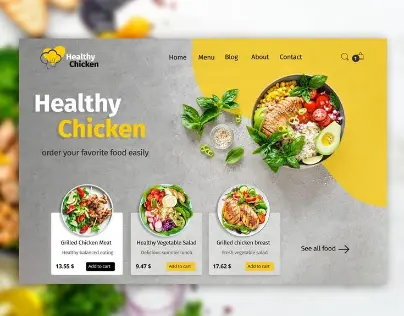 Healthy
Chicken
Home Menu Blog About Contact
1
Healthy
Chicken
order your favorite food easily
Grilled Chicken Meat
Healthy balanced eating
13.55 $ Add to cart
Healthy Vegetable Salad
Delicious summer lunch
9.47 $ Add to cart
Grilled chicken breast
Fresh vegetable salad
17.62 $ Add to cart
See all food